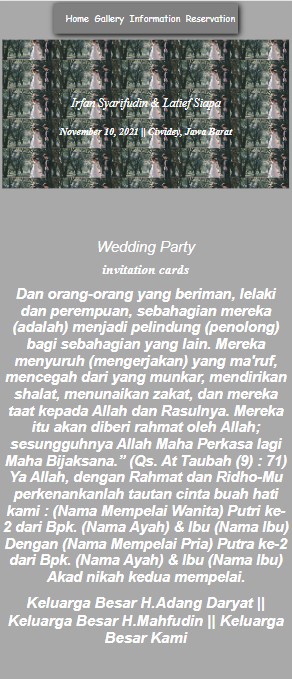 Home Gallery Information Reservation
Irfan Syarifudin & Latief Siapa
November 10, 2021 || Ciwidey, Jawa Barat
Wedding Party
invitation cards
Dan orang-orang yang beriman, lelaki
dan perempuan, sebahagian mereka
(adalah) menjadi pelindung (penolong)
bagi sebahagian yang lain. Mereka
menyuruh (mengerjakan) yang ma'ruf,
mencegah dari yang munkar, mendirikan
shalat, menunaikan zakat, dan mereka
taat kepada Allah dan Rasulnya. Mereka
itu akan diberi rahmat oleh Allah;
sesungguhnya Allah Maha Perkasa lagi
Maha Bijaksana.” (Qs. At Taubah (9) : 71)
Ya Allah, dengan Rahmat dan Ridho-Mu
perkenankanlah tautan cinta buah hati
kami : (Nama Mempelai Wanita) Putri ke-
2 dari Bpk. (Nama Ayah) & Ibu (Nama Ibu)
Dengan (Nama Mempelai Pria) Putra ke-2
dari Bpk. (Nama Ayah) & Ibu (Nama Ibu)
Akad nikah kedua mempelai.
Keluarga Besar H.Adang Daryat ||
Keluarga Besar H.Mahfudin || Keluarga
Besar Kami